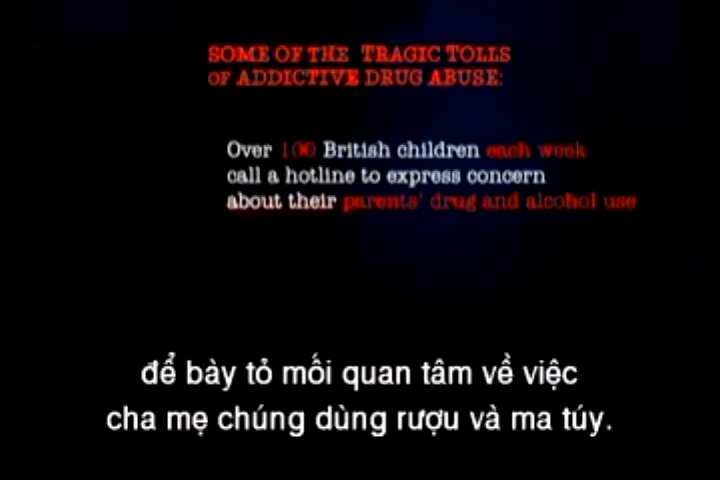 SOME OF THE TRAGIC TOLLS
OF ADDICTIVE DRUG ABUSE:
Over 100 British children each week
call a hotline to express concern
about their parents' drug and alcohol use
để bày tỏ mối quan tâm về việc
cha mẹ chúng dùng rượu và ma túy.